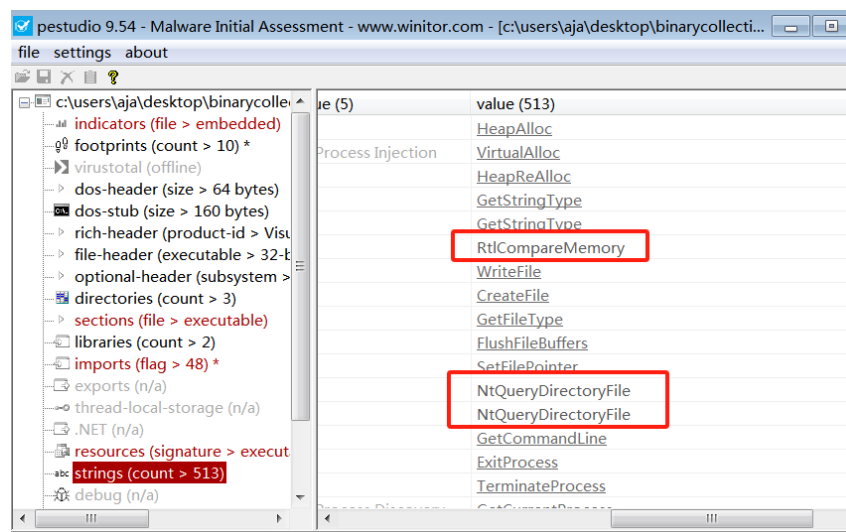 pestudio 9.54 - Malware Initial Assessment - www.winitor.com - [c:\users\aja\desktop\binarycollecti...
file settings about
c:\users\aja\desktop\binarycolle
indicators (file > embedded)
footprints (count > 10) *
virustotal (offline)
dos-header (size > 64 bytes)
dos-stub (size > 160 bytes)
rich-header (product-id > Visu
file-header (executable > 32-b
optional-header (subsystem >
directories (count > 3)
sections (file > executable)
libraries (count > 2)
imports (flag > 48) *
exports (n/a)
thread-local-storage (n/a)
.NET (n/a)
resources (signature > execut
abc strings (count > 513)
debug (n/a)
ue (5) value (513)
HeapAlloc
Process Injection VirtualAlloc
HeapReAlloc
GetStringType
GetStringType
RtlCompareMemory
WriteFile
CreateFile
GetFileType
FlushFileBuffers
SetFilePointer
NtQueryDirectoryFile
NtQueryDirectoryFile
GetCommandLine
ExitProcess
TerminateProcess
Process Discovery GetCurrentProcess